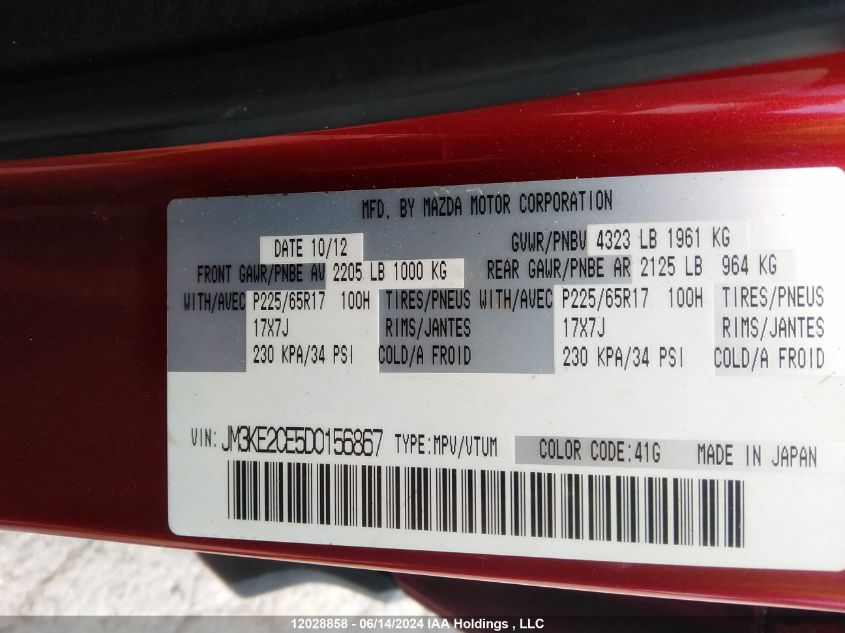 MFD. BY MAZDA MOTOR CORPORATION
DATE 10/12 GVWR/PNBV 4323 LB 1961 KG
FRONT GAWR/PNBE AV 2205 LB 1000 KG REAR GAWR/PNBE AR 2125 LB 964 KG
WITH/AVEC P225/65R17 100H TIRES/PNEUS WITH/AVEC P225/65R17 100H TIRES/PNEUS
17X7J RIMS/JANTES 17X7J RIMS/JANTES
230 KPA/34 PSI COLD/A FROID 230 KPA/34 PSI COLD/A FROID
VIN: JM3KE2CE5D0156867 TYPE:MPV/VTUM COLOR CODE:41G MADE IN JAPAN
12028858 - 06/14/2024 IAA Holdings , LLC